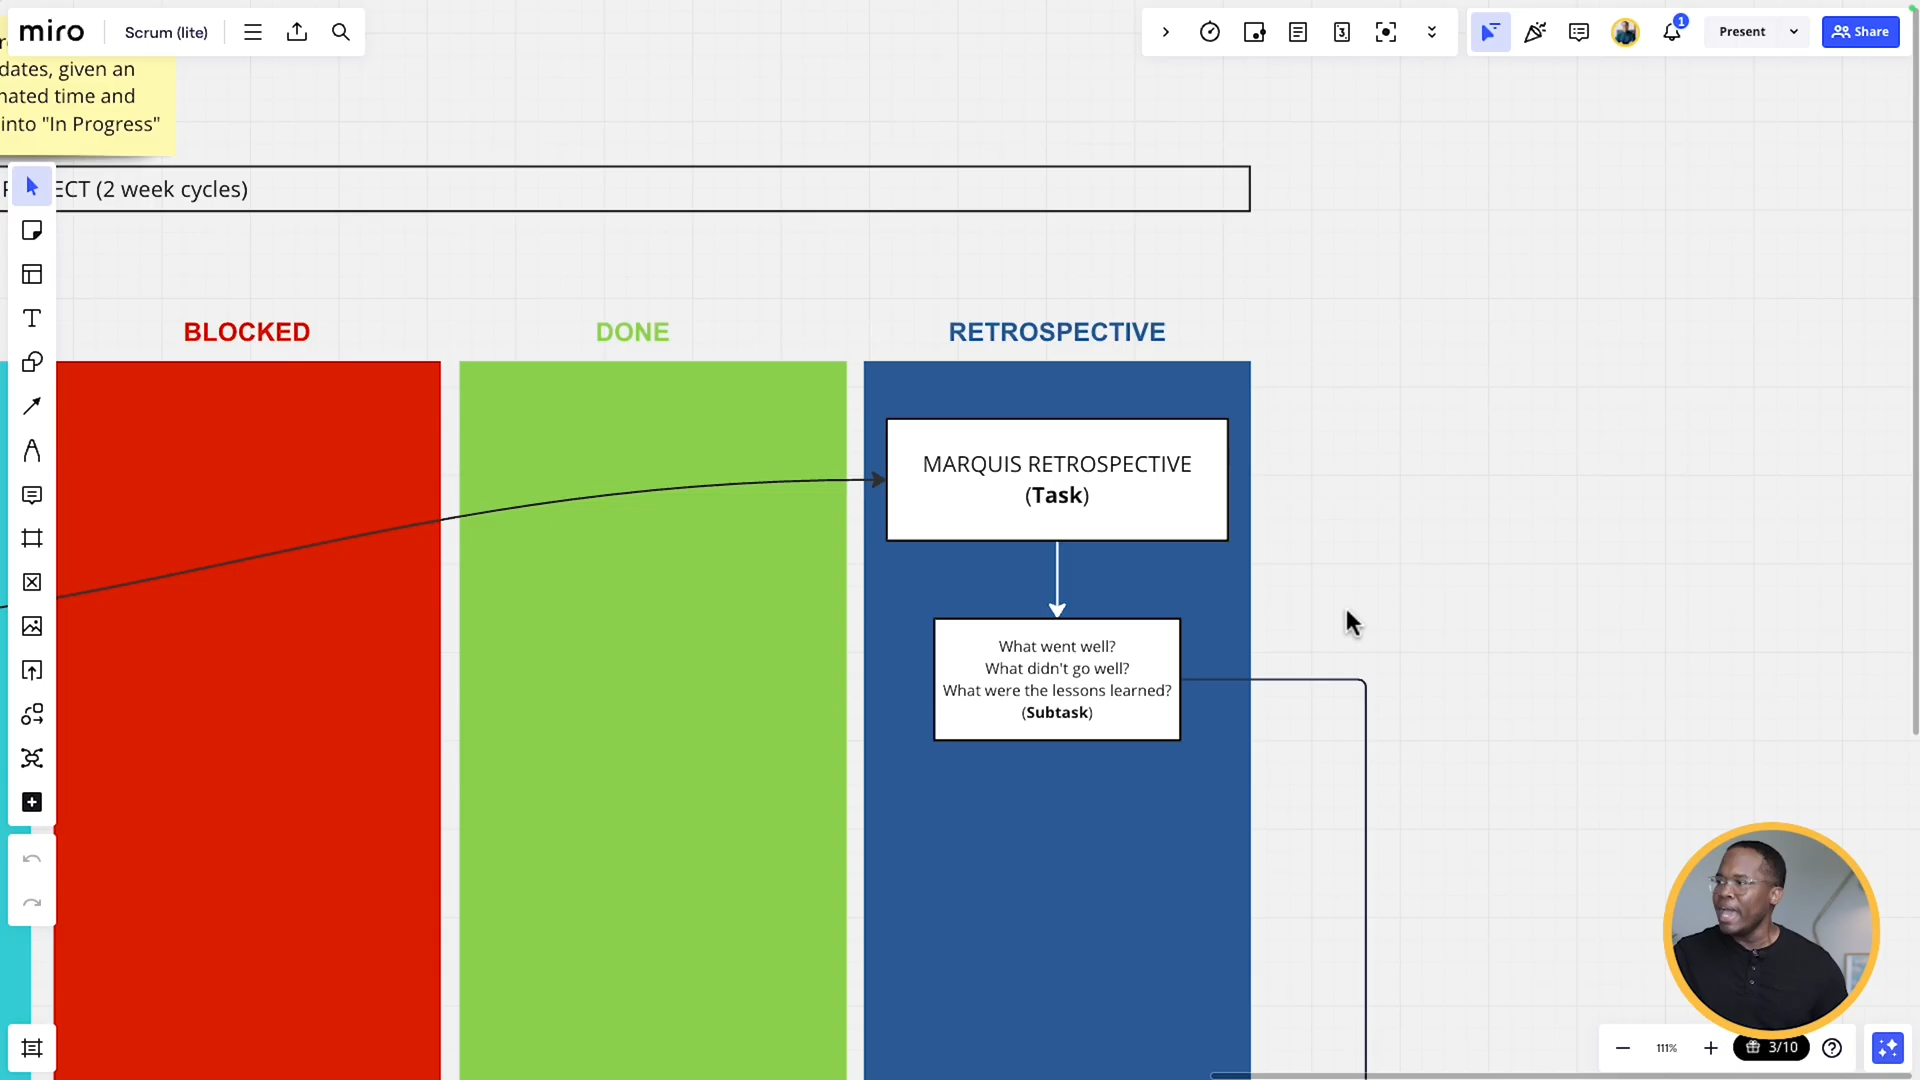 miro
Scrum (lite)
3
1
Present
Share
dates, given an
nated time and
into "In Progress"
ECT (2 week cycles)
BLOCKED
DONE
RETROSPECTIVE
MARQUIS RETROSPECTIVE
(Task)
What went well?
What didn't go well?
What were the lessons learned?
(Subtask)
111%
3/10